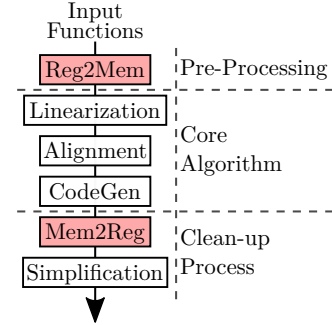 Input
Functions
Reg2Mem
Pre-Processing
Linearization
Alignment
Core
Algorithm
CodeGen
Mem2Reg
Clean-up
Process
Simplification